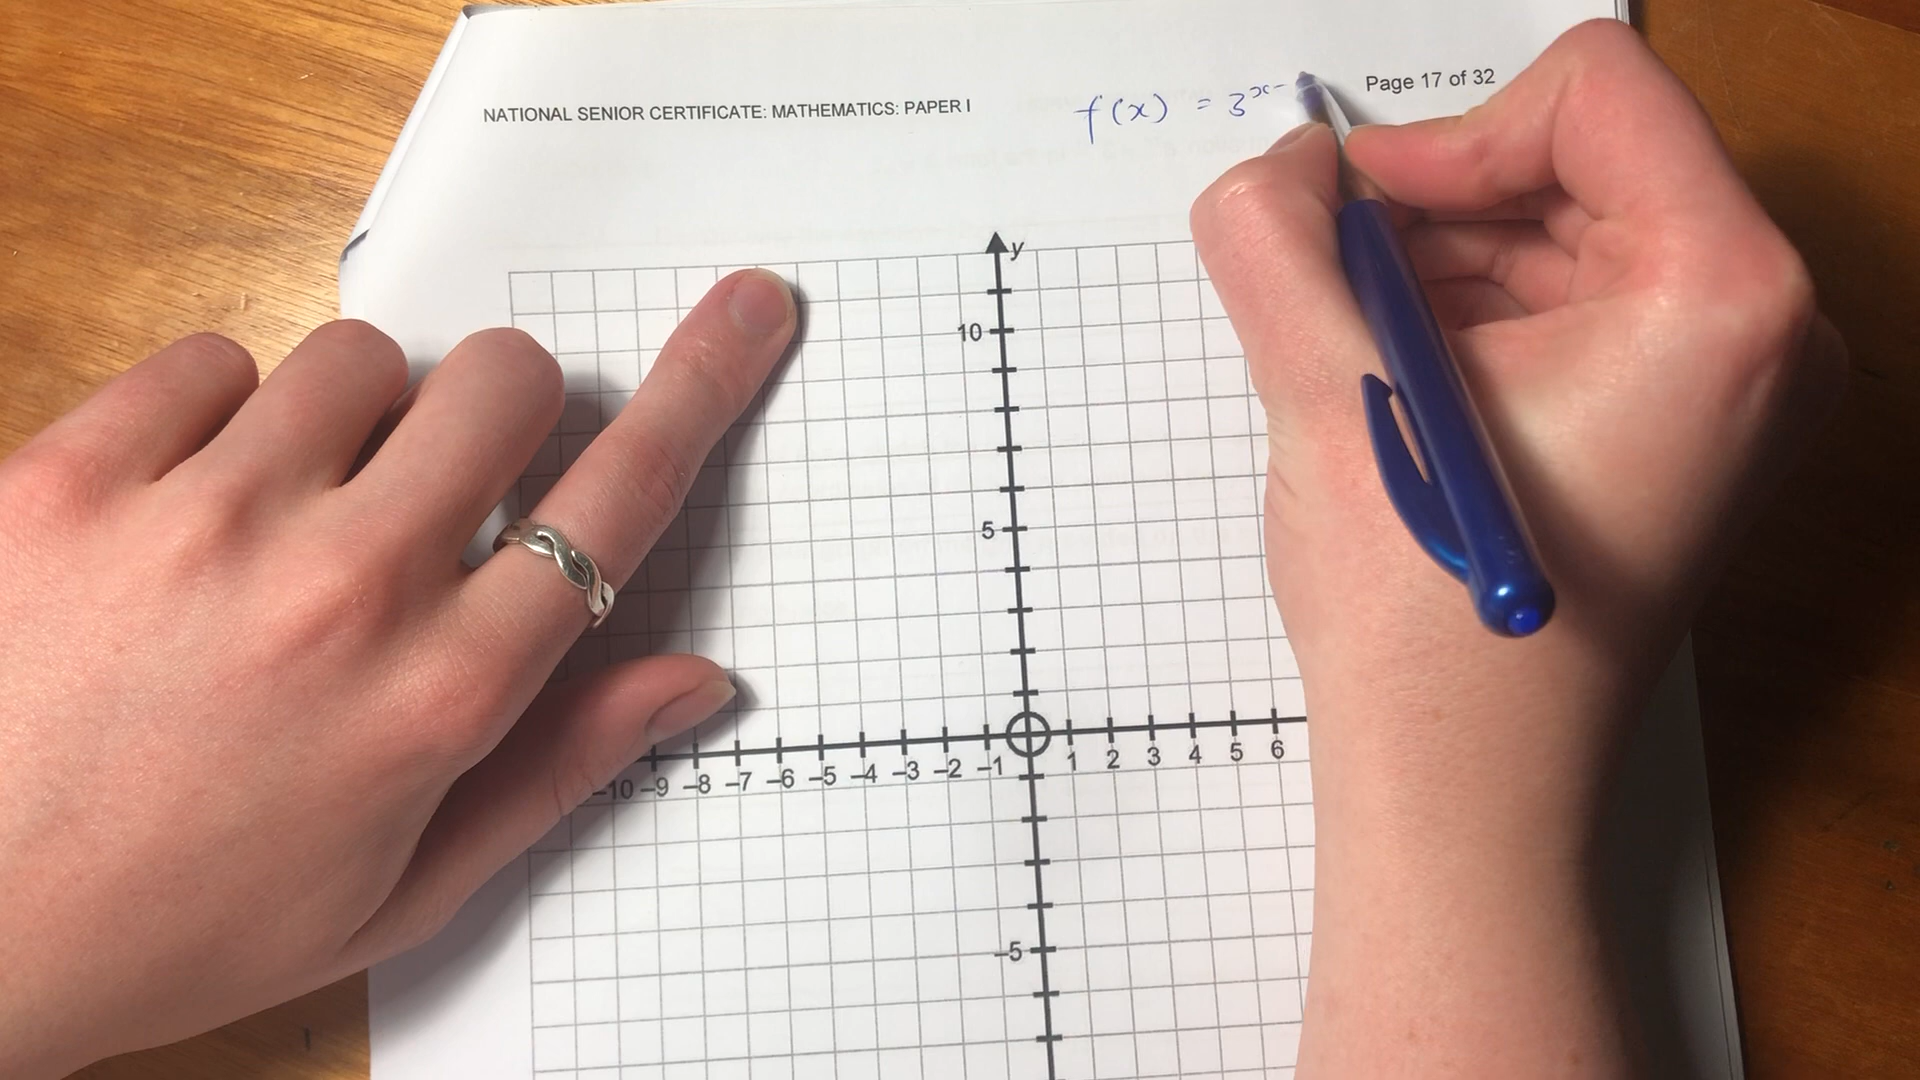 NATIONAL SENIOR CERTIFICATE: MATHEMATICS: PAPER I
f(x) = 3^x-
Page 17 of 32
y
10
5
–10 –9 –8 –7 –6 –5 –4 –3 –2 –1 1 2 3 4 5 6
–5